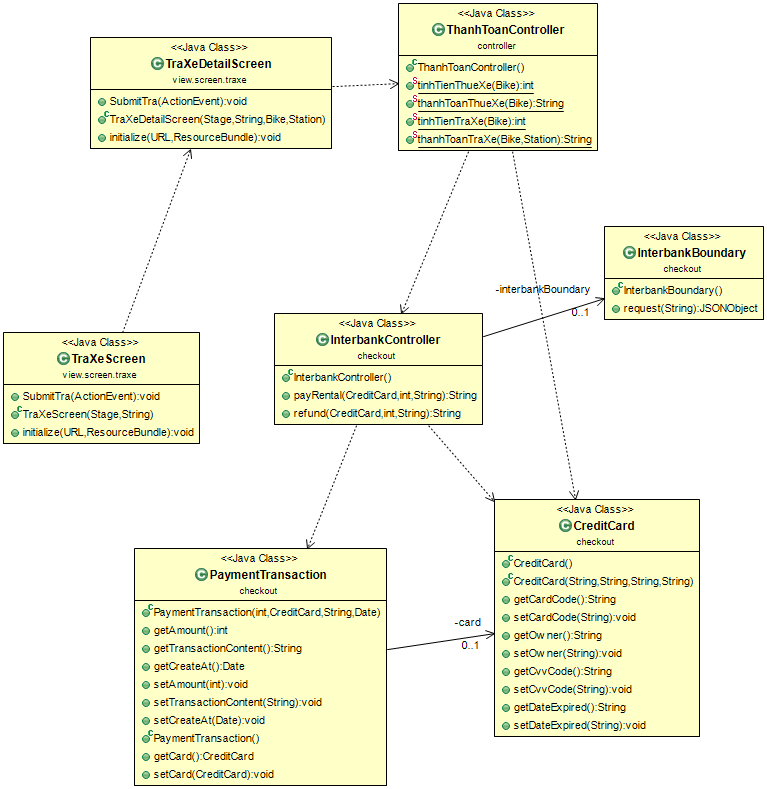 <<Java Class>>
ThanhToanController
controller
ThanhToanController()
tinhTienThueXe(Bike):int
thanhToanThueXe(Bike):String
tinhTienTraXe(Bike):int
thanhToanTraXe(Bike,Station):String
<<Java Class>>
TraXeDetailScreen
view.screen.traxe
SubmitTra(ActionEvent):void
TraXeDetailScreen(Stage,String,Bike,Station)
initialize(URL,ResourceBundle):void
<<Java Class>>
InterbankBoundary
checkout
InterbankBoundary()
request(String):JSONObject
-interbankBoundary
0..1
<<Java Class>>
InterbankController
checkout
InterbankController()
payRental(CreditCard,int,String):String
refund(CreditCard,int,String):String
<<Java Class>>
TraXeScreen
view.screen.traxe
SubmitTra(ActionEvent):void
TraXeScreen(Stage,String)
initialize(URL,ResourceBundle):void
<<Java Class>>
CreditCard
checkout
CreditCard()
CreditCard(String,String,String,String)
getCardCode():String
setCardCode(String):void
getOwner():String
setOwner(String):void
getCvvCode():String
setCvvCode(String):void
getDateExpired():String
setDateExpired(String):void
<<Java Class>>
PaymentTransaction
checkout
PaymentTransaction(int,CreditCard,String,Date)
getAmount():int
getTransactionContent():String
getCreateAt():Date
setAmount(int):void
setTransactionContent(String):void
setCreateAt(Date):void
PaymentTransaction()
getCard():CreditCard
setCard(CreditCard):void
-card
0..1